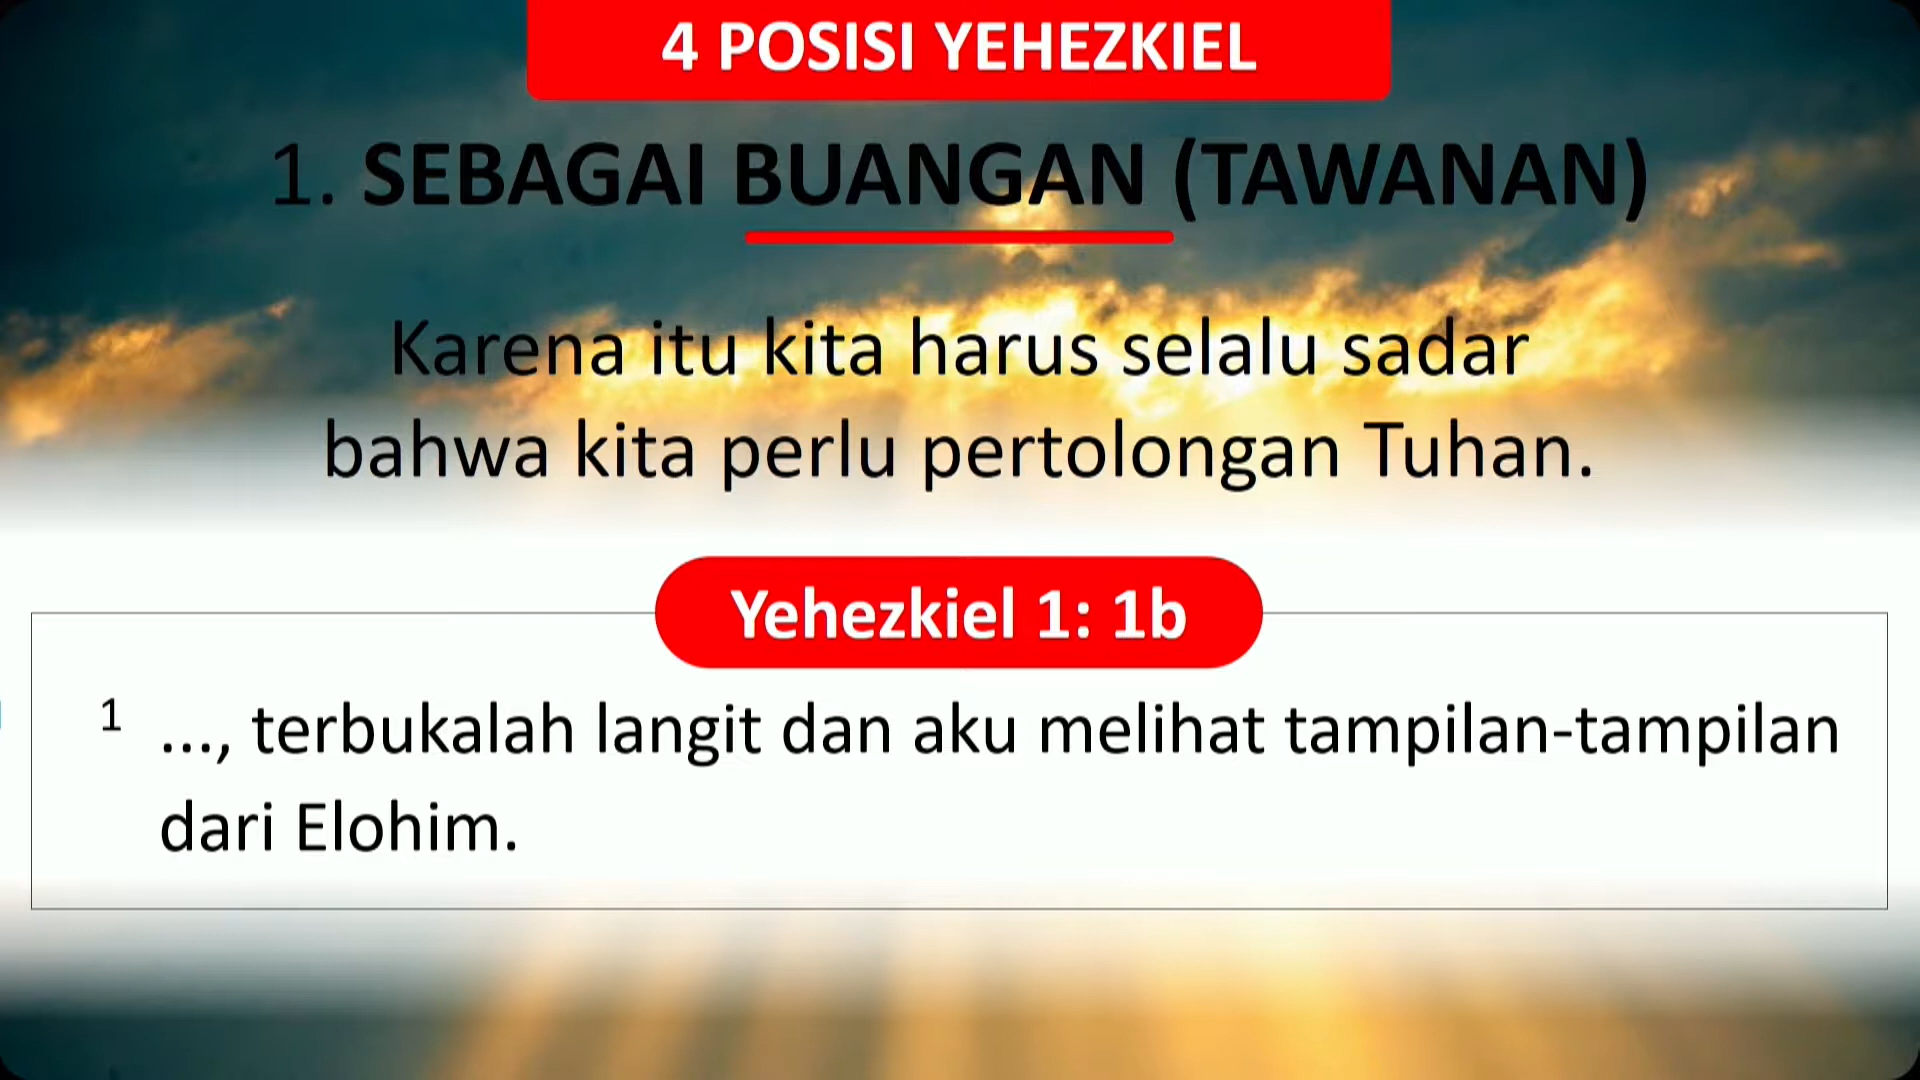 4 POSISI YEHEZKIEL
1. SEBAGAI BUANGAN (TAWANAN)
Karena itu kita harus selalu sadar
bahwa kita perlu pertolongan Tuhan.
Yehezkiel 1: 1b
1 ..., terbukalah langit dan aku melihat tampilan-tampilan
dari Elohim.